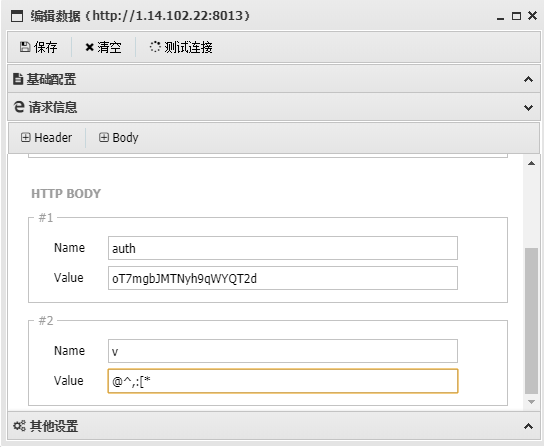 编辑数据（http://1.14.102.22:8013）
保存 清空 测试连接
基础配置
请求信息
Header Body
HTTP BODY
#1
Name auth
Value oT7mgbJMTNyh9qWYQT2d
#2
Name v
Value @^,:[*
其他设置